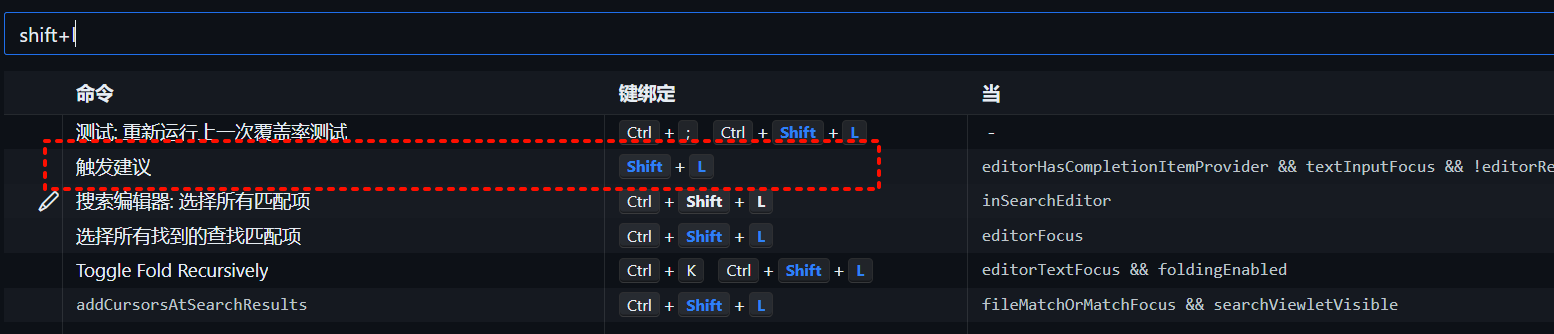 shift+l
命令 键绑定 当
测试: 重新运行上一次覆盖率测试 Ctrl + ; Ctrl + Shift + L -
触发建议 Shift + L editorHasCompletionItemProvider && textInputFocus && !editorRe
搜索编辑器: 选择所有匹配项 Ctrl + Shift + L inSearchEditor
选择所有找到的查找匹配项 Ctrl + Shift + L editorFocus
Toggle Fold Recursively Ctrl + K Ctrl + Shift + L editorTextFocus && foldingEnabled
addCursorsAtSearchResults Ctrl + Shift + L fileMatchOrMatchFocus && searchViewletVisible